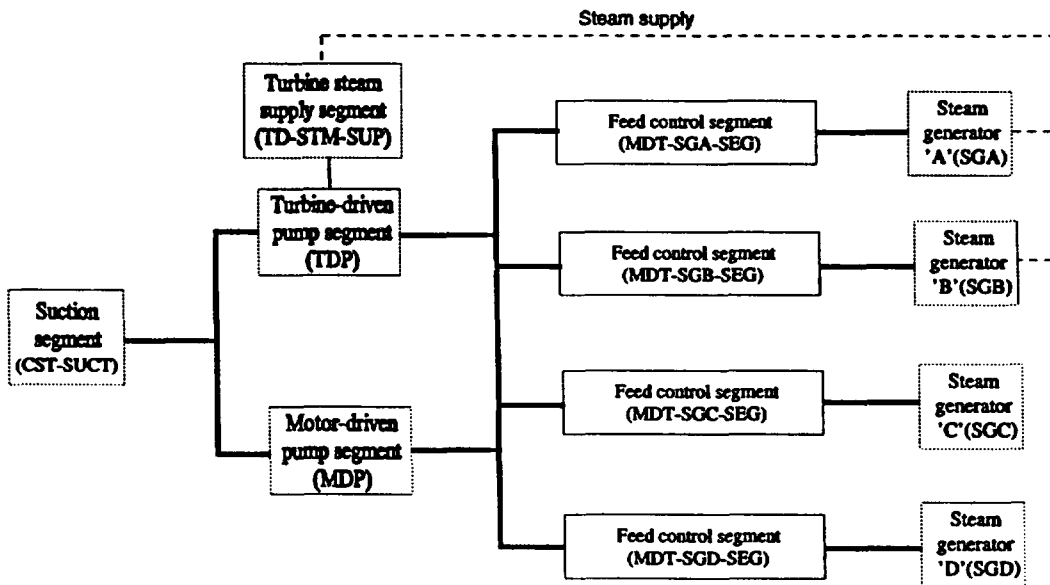 Steam supply
Turbine steam
supply segment
(TD-STM-SUP)
Feed control segment
(MDT-SGA-SEG)
Steam
generator
'A'(SGA)
Turbine-driven
pump segment
(TDP)
Feed control segment
(MDT-SGB-SEG)
Steam
generator
'B'(SGB)
Suction
segment
(CST-SUCT)
Feed control segment
(MDT-SGC-SEG)
Steam
generator
'C'(SGC)
Motor-driven
pump segment
(MDP)
Feed control segment
(MDT-SGD-SEG)
Steam
generator
'D'(SGD)